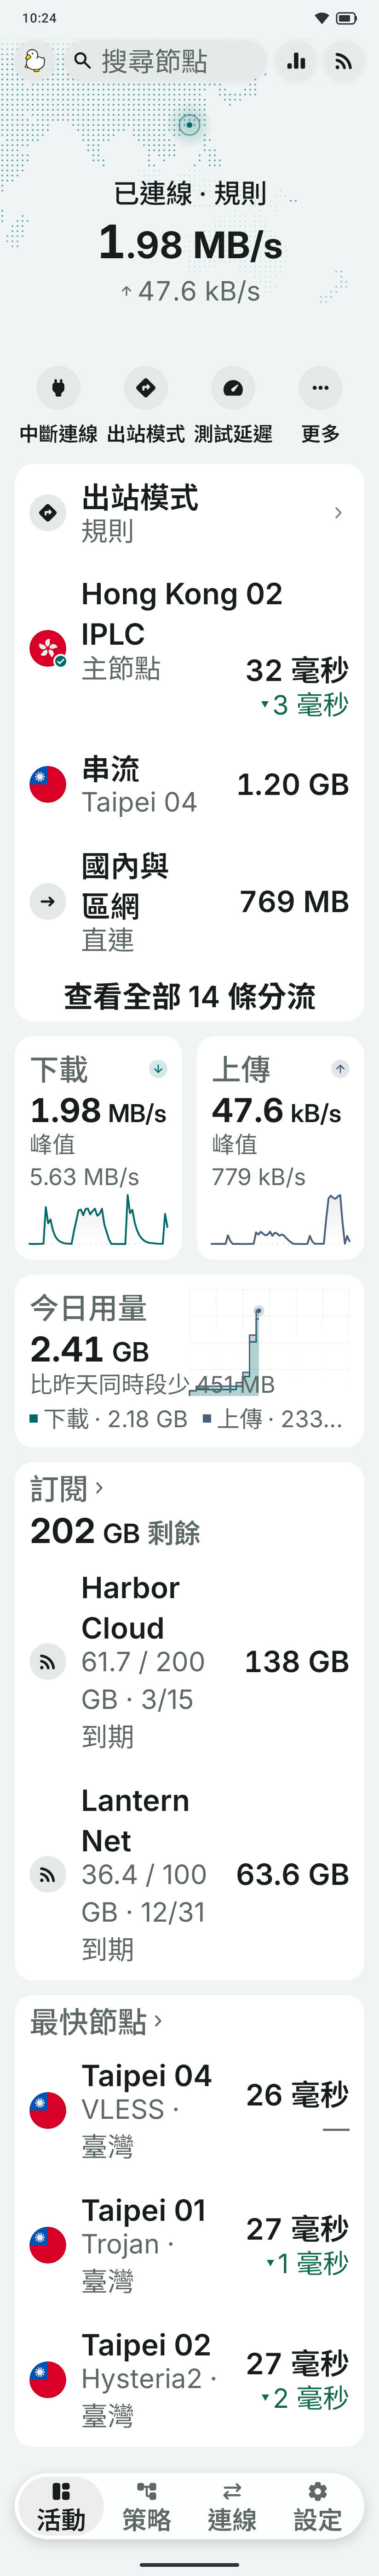 10:24
搜尋節點
已連線 · 規則
1.98 MB/s
↑ 47.6 kB/s
中斷連線 出站模式 測試延遲 更多
出站模式
規則
Hong Kong 02
IPLC
主節點
32 毫秒
▼3 毫秒
串流
Taipei 04
1.20 GB
國內與
區網
直連
769 MB
查看全部 14 條分流
下載
1.98 MB/s
峰值
5.63 MB/s
上傳
47.6 kB/s
峰值
779 kB/s
今日用量
2.41 GB
比昨天同時段少 451 MB
下載 · 2.18 GB 上傳 · 233...
訂閱
202 GB 剩餘
Harbor
Cloud
61.7 / 200
GB · 3/15
到期
138 GB
Lantern
Net
36.4 / 100
GB · 12/31
到期
63.6 GB
最快節點
Taipei 04
VLESS ·
臺灣
26 毫秒
—
Taipei 01
Trojan ·
臺灣
27 毫秒
▼1 毫秒
Taipei 02
Hysteria2 ·
臺灣
27 毫秒
▼2 毫秒
活動 策略 連線 設定